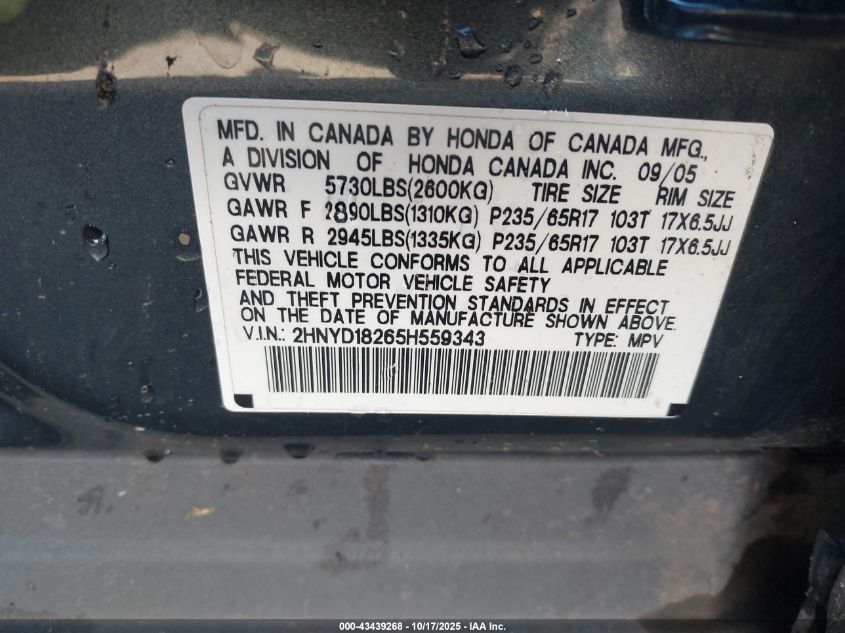 MFD. IN CANADA BY HONDA OF CANADA MFG.,
A DIVISION OF HONDA CANADA INC. 09/05
GVWR 5730LBS(2600KG) TIRE SIZE RIM SIZE
GAWR F 2890LBS(1310KG) P235/65R17 103T 17X6.5JJ
GAWR R 2945LBS(1335KG) P235/65R17 103T 17X6.5JJ
THIS VEHICLE CONFORMS TO ALL APPLICABLE
FEDERAL MOTOR VEHICLE SAFETY
AND THEFT PREVENTION STANDARDS IN EFFECT
ON THE DATE OF MANUFACTURE SHOWN ABOVE.
V.I.N.: 2HNYD18265H559343 TYPE: MPV
000-43439268 - 10/17/2025 - IAA Inc.